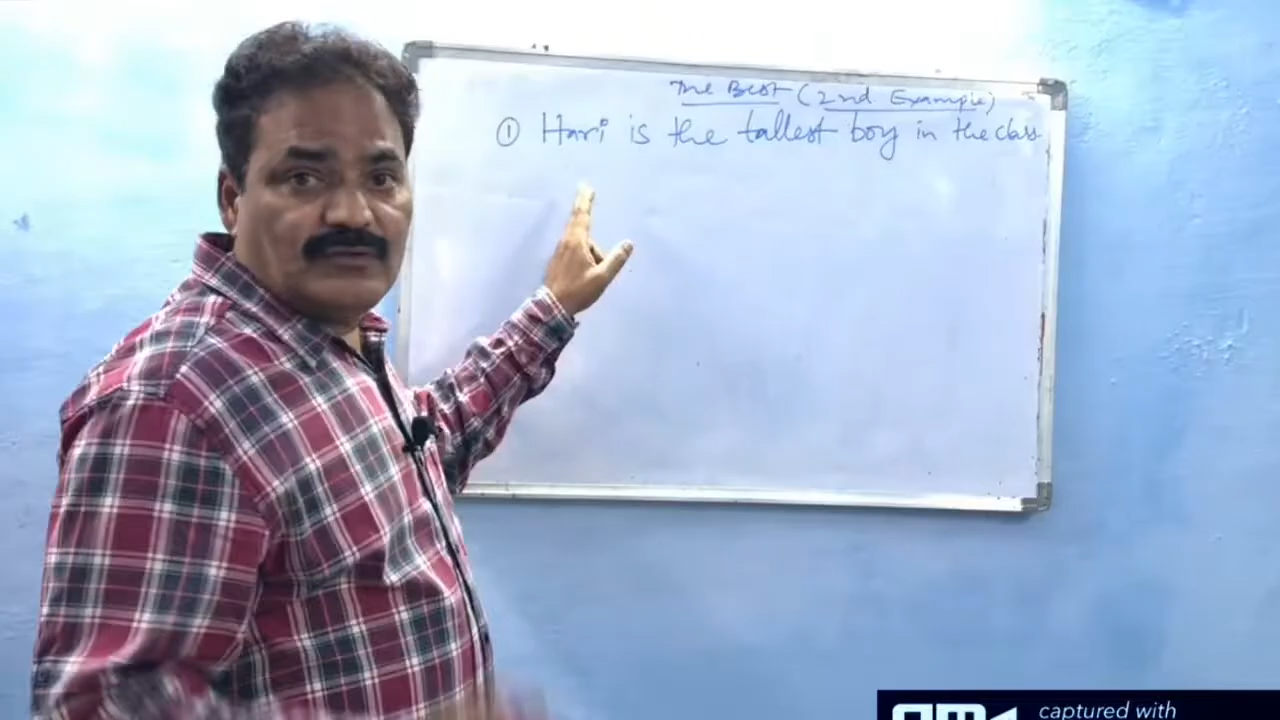 The Best (2nd Example)
① Hari is the tallest boy in the class
captured with